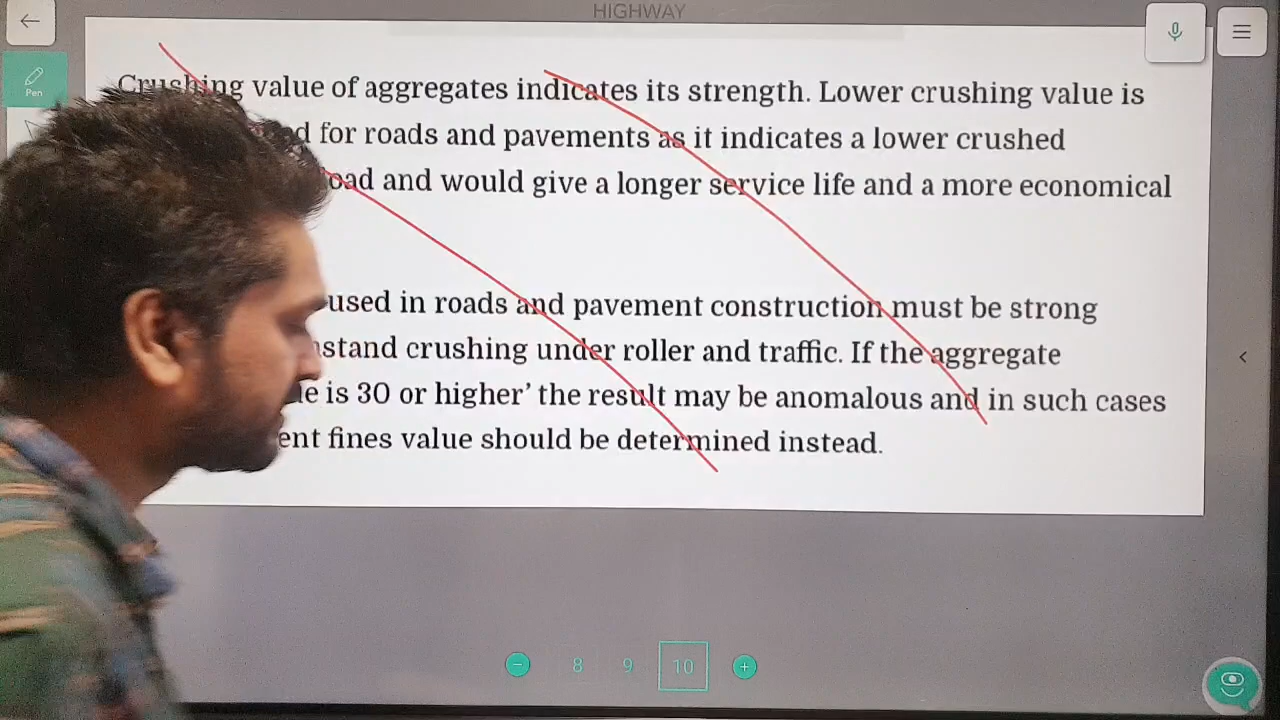 HIGHWAY
Pen
Crushing value of aggregates indicates its strength. Lower crushing value is
for roads and pavements as it indicates a lower crushed
and would give a longer service life and a more economical
used in roads and pavement construction must be strong
crushing under roller and traffic. If the aggregate
is 30 or higher’ the result may be anomalous and in such cases
fines value should be determined instead.
8 9 10